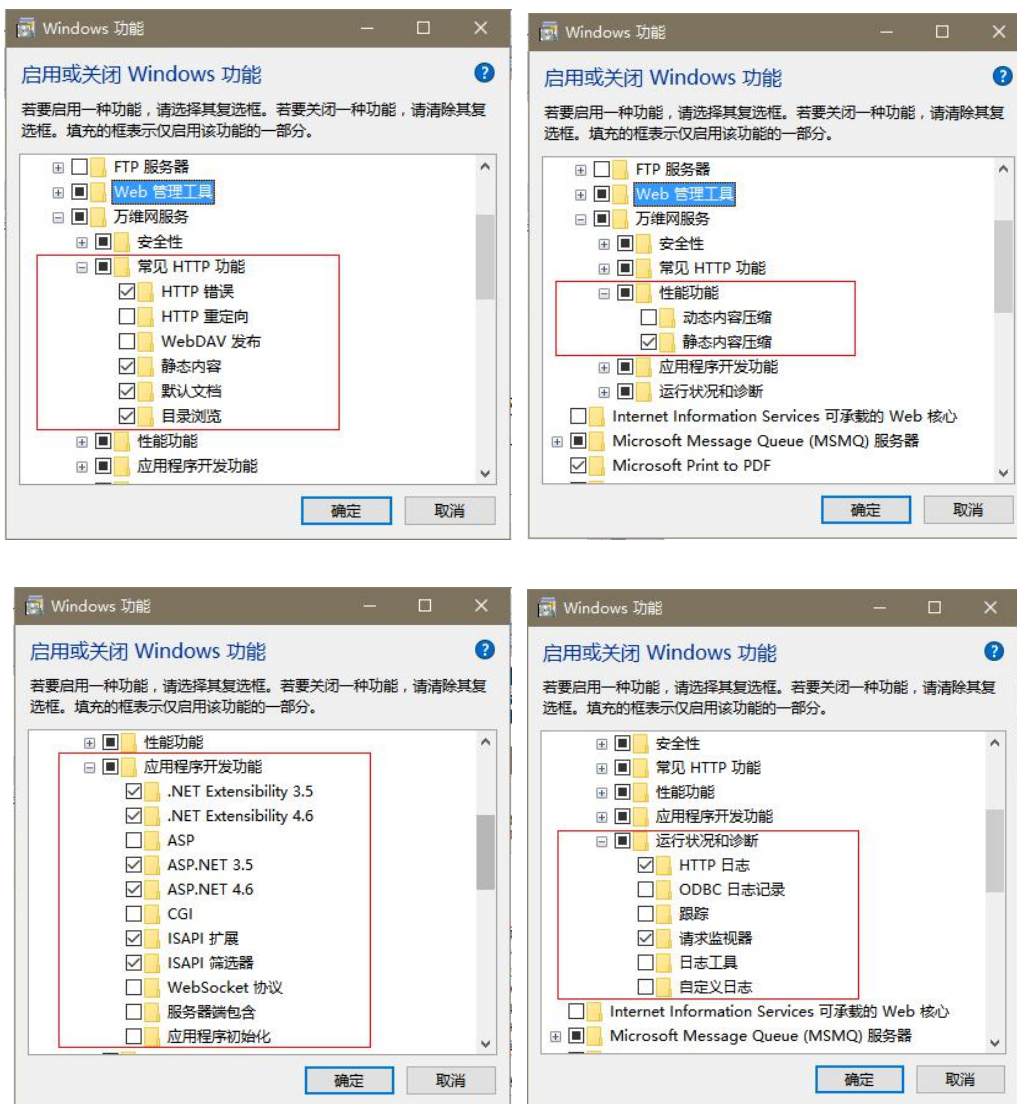 Windows 功能
启用或关闭 Windows 功能
若要启用一种功能，请选择其复选框。若要关闭一种功能，请清除其复
选框。填充的框表示仅启用该功能的一部分。
FTP 服务器
Web 管理工具
万维网服务
安全性
常见 HTTP 功能
HTTP 错误
HTTP 重定向
WebDAV 发布
静态内容
默认文档
目录浏览
性能功能
应用程序开发功能
确定 取消
Windows 功能
启用或关闭 Windows 功能
若要启用一种功能，请选择其复选框。若要关闭一种功能，请清除其复
选框。填充的框表示仅启用该功能的一部分。
FTP 服务器
Web 管理工具
万维网服务
安全性
常见 HTTP 功能
性能功能
动态内容压缩
静态内容压缩
应用程序开发功能
运行状况和诊断
Internet Information Services 可承载的 Web 核心
Microsoft Message Queue (MSMQ) 服务器
Microsoft Print to PDF
确定 取消
Windows 功能
启用或关闭 Windows 功能
若要启用一种功能，请选择其复选框。若要关闭一种功能，请清除其复
选框。填充的框表示仅启用该功能的一部分。
性能功能
应用程序开发功能
.NET Extensibility 3.5
.NET Extensibility 4.6
ASP
ASP.NET 3.5
ASP.NET 4.6
CGI
ISAPI 扩展
ISAPI 筛选器
WebSocket 协议
服务器端包含
应用程序初始化
确定 取消
Windows 功能
启用或关闭 Windows 功能
若要启用一种功能，请选择其复选框。若要关闭一种功能，请清除其复
选框。填充的框表示仅启用该功能的一部分。
安全性
常见 HTTP 功能
性能功能
应用程序开发功能
运行状况和诊断
HTTP 日志
ODBC 日志记录
跟踪
请求监视器
日志工具
自定义日志
Internet Information Services 可承载的 Web 核心
Microsoft Message Queue (MSMQ) 服务器
确定 取消